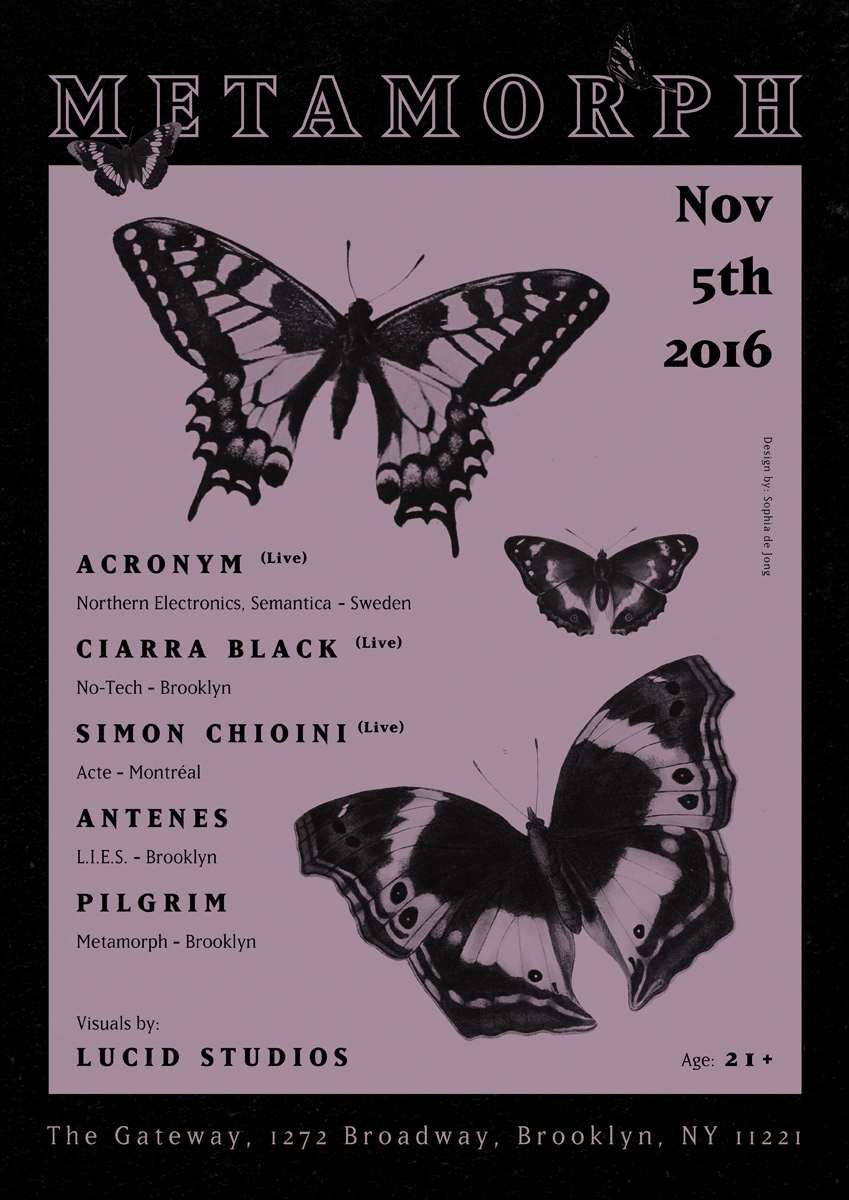 METAMORPH
Nov
5th
2016
Design by: Sophia de Jong
ACRONYM (Live)
Northern Electronics, Semantica - Sweden
CIARRA BLACK (Live)
No-Tech - Brooklyn
SIMON CHIOINI (Live)
Acte - Montréal
ANTENES
L.I.E.S. - Brooklyn
PILGRIM
Metamorph - Brooklyn
Visuals by:
LUCID STUDIOS
Age: 21+
The Gateway, 1272 Broadway, Brooklyn, NY 11221